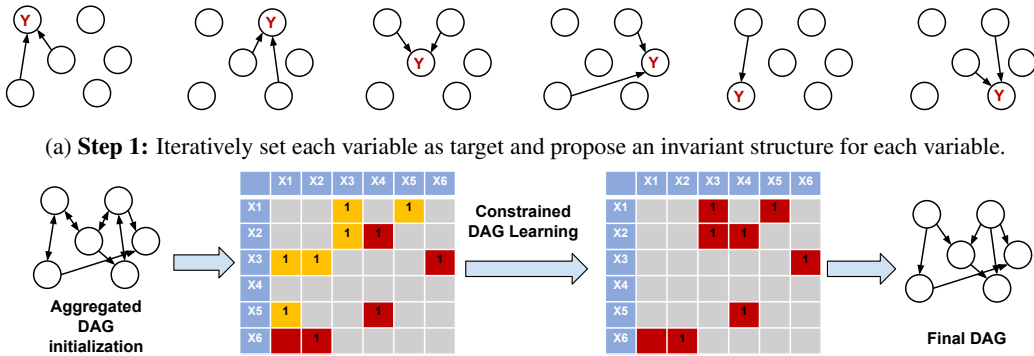 Y Y Y Y Y Y
(a) Step 1: Iteratively set each variable as target and propose an invariant structure for each variable.
X1 X2 X3 X4 X5 X6
X1 1 1
X2 1 1
X3 1 1 1
X4
X5 1 1
X6 1
Aggregated
DAG
initialization
Constrained
DAG Learning
X1 X2 X3 X4 X5 X6
X1 1 1
X2 1 1
X3 1
X4
X5 1
X6 1
Final DAG